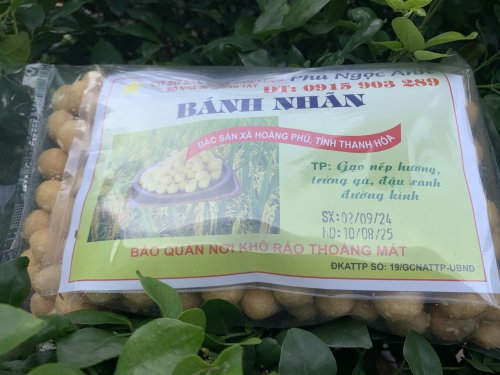 Phú Ngọc Anh
ĐT: 0915 903 289
BÁNH NHÃN
ĐẶC SẢN XÃ HOẰNG PHÚ, TỈNH THANH HÓA
TP: Gạo nếp hương,
trứng gà, đậu xanh
đường kính
SX: 02/09/24
HD: 10/08/25
BẢO QUẢN NƠI KHÔ RÁO THOÁNG MÁT
ĐKATTP SỐ: 19/GCNATTP-UBND